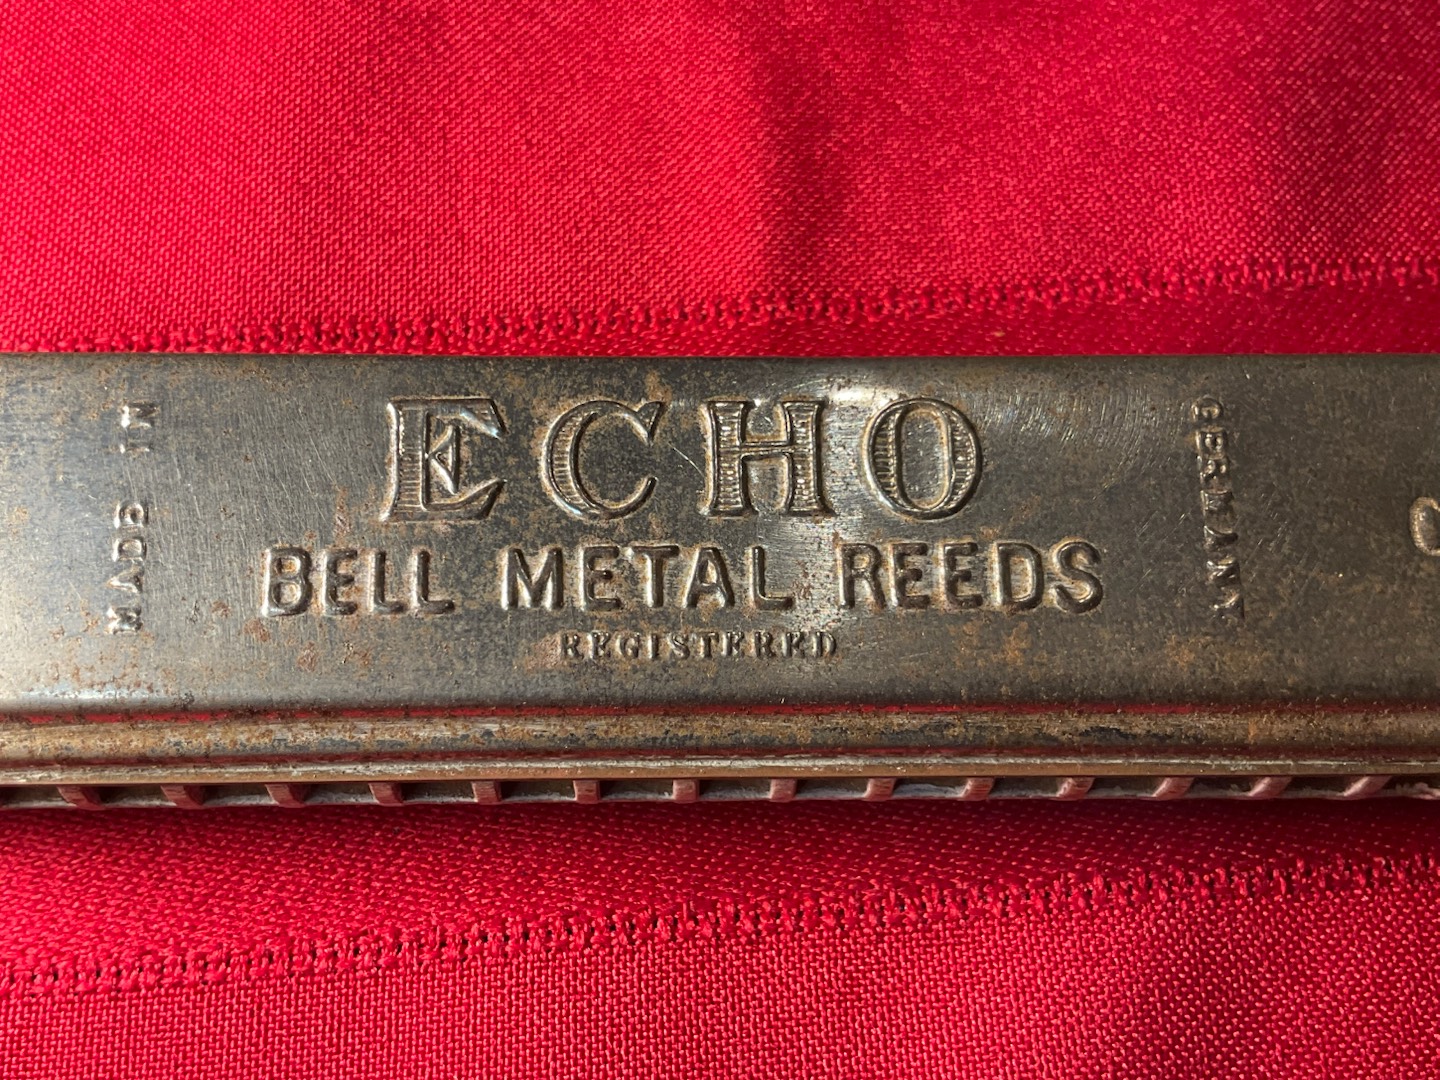 MADE IN
ECHO
BELL METAL REEDS
REGISTERED
GERMANY
C